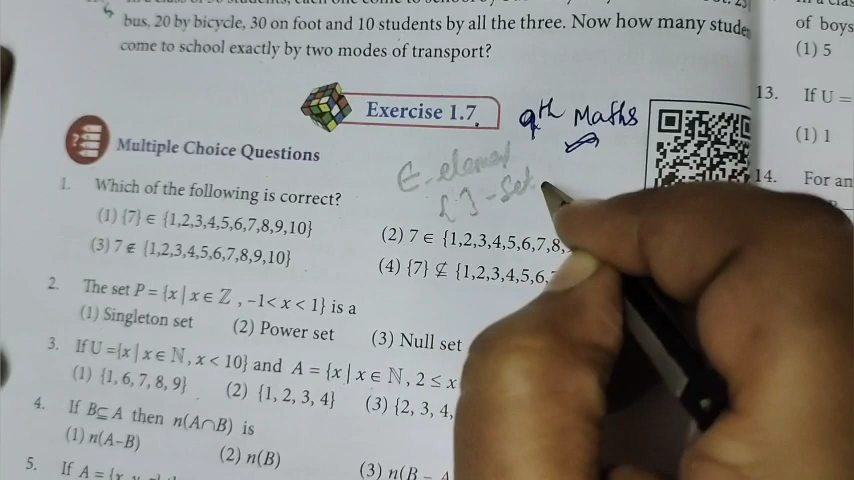 bus, 20 by bicycle, 30 on foot and 10 students by all the three. Now how many stude
come to school exactly by two modes of transport?
Exercise 1.7
9th Maths
Multiple Choice Questions
∈ - element
{ } - Set
1. Which of the following is correct?
(1) {7} ∈ {1,2,3,4,5,6,7,8,9,10}
(2) 7 ∈ {1,2,3,4,5,6,7,8,
(3) 7 ∉ {1,2,3,4,5,6,7,8,9,10}
(4) {7} ⊈ {1,2,3,4,5,6,
2. The set P = {x | x ∈ ℤ , –1< x < 1} is a
(1) Singleton set (2) Power set (3) Null set
3. If U ={x | x ∈ ℕ, x < 10} and A = {x | x ∈ ℕ, 2 ≤ x
(1) {1, 6, 7, 8, 9} (2) {1, 2, 3, 4} (3) {2, 3, 4,
4. If B⊆A then n(A∩B) is
(1) n(A–B) (2) n(B) (3) n(B – A
5. If A = {x, y,
of boys
(1) 5
13. If U =
(1) 1
14. For an